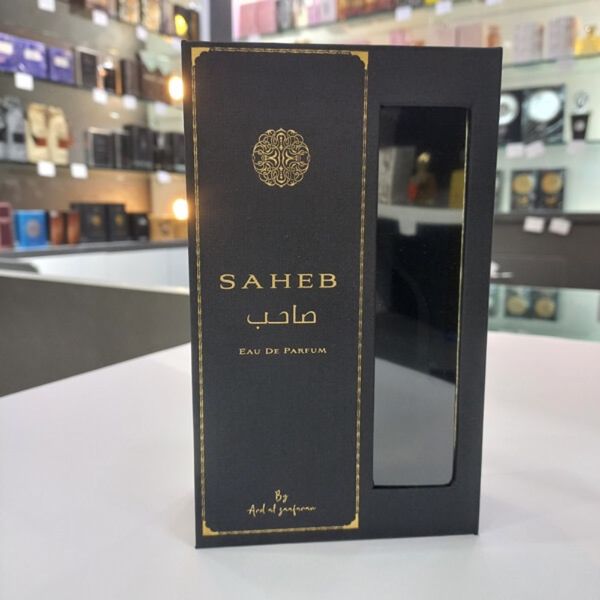 SAHEB
صاحب
EAU DE PARFUM
By
Ard al zaafaran